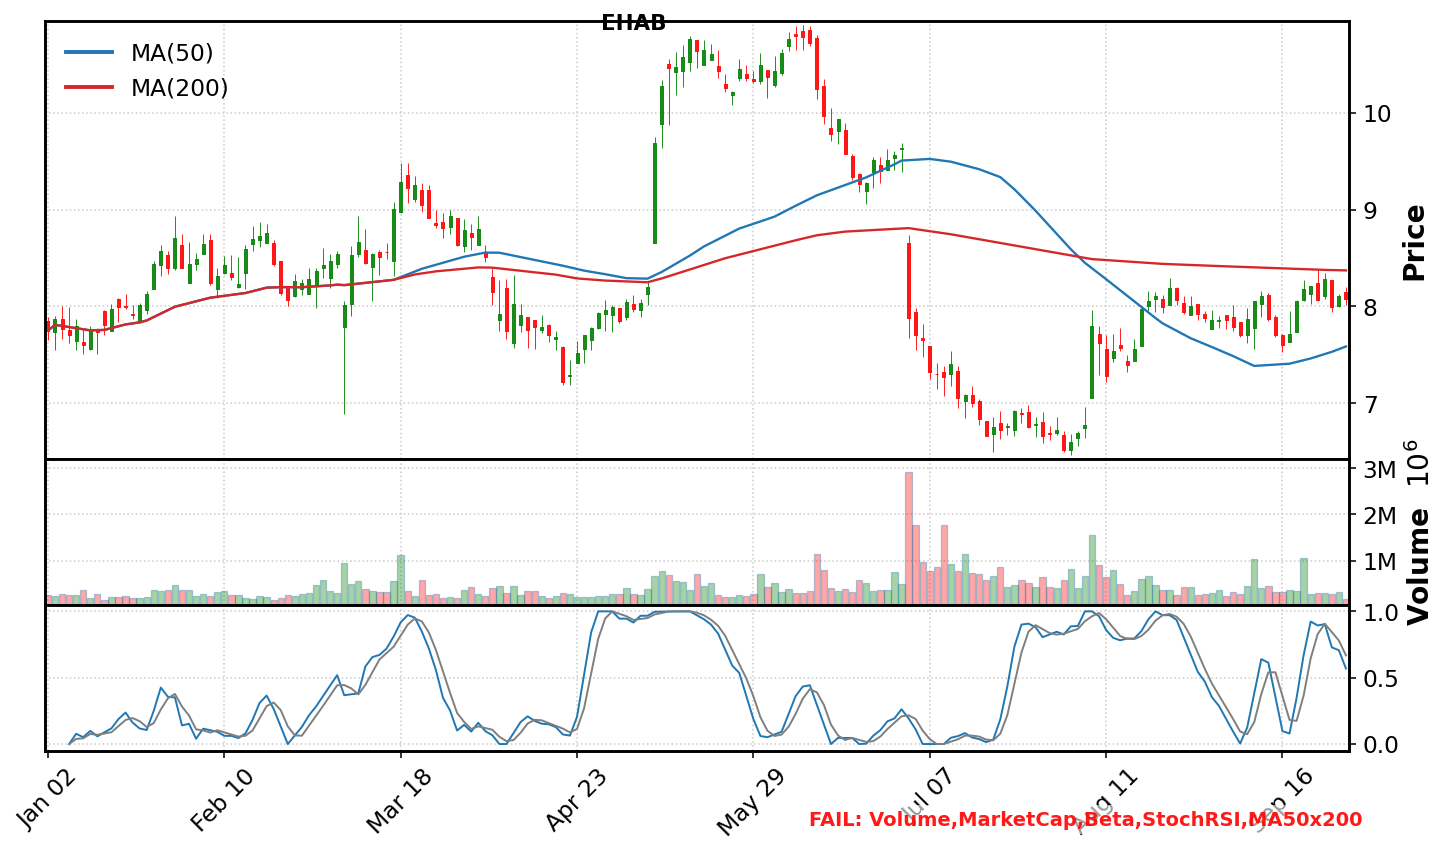 EHAB
MA(50)
MA(200)
10
9
8
7
Price
10^6
3M
2M
1M
Volume
1.0
0.5
0.0
Jan 02
Feb 10
Mar 18
Apr 23
May 29
Jul 07
Aug 11
Sep 16
FAIL: Volume,MarketCap,Beta,StochRSI,MA50x200